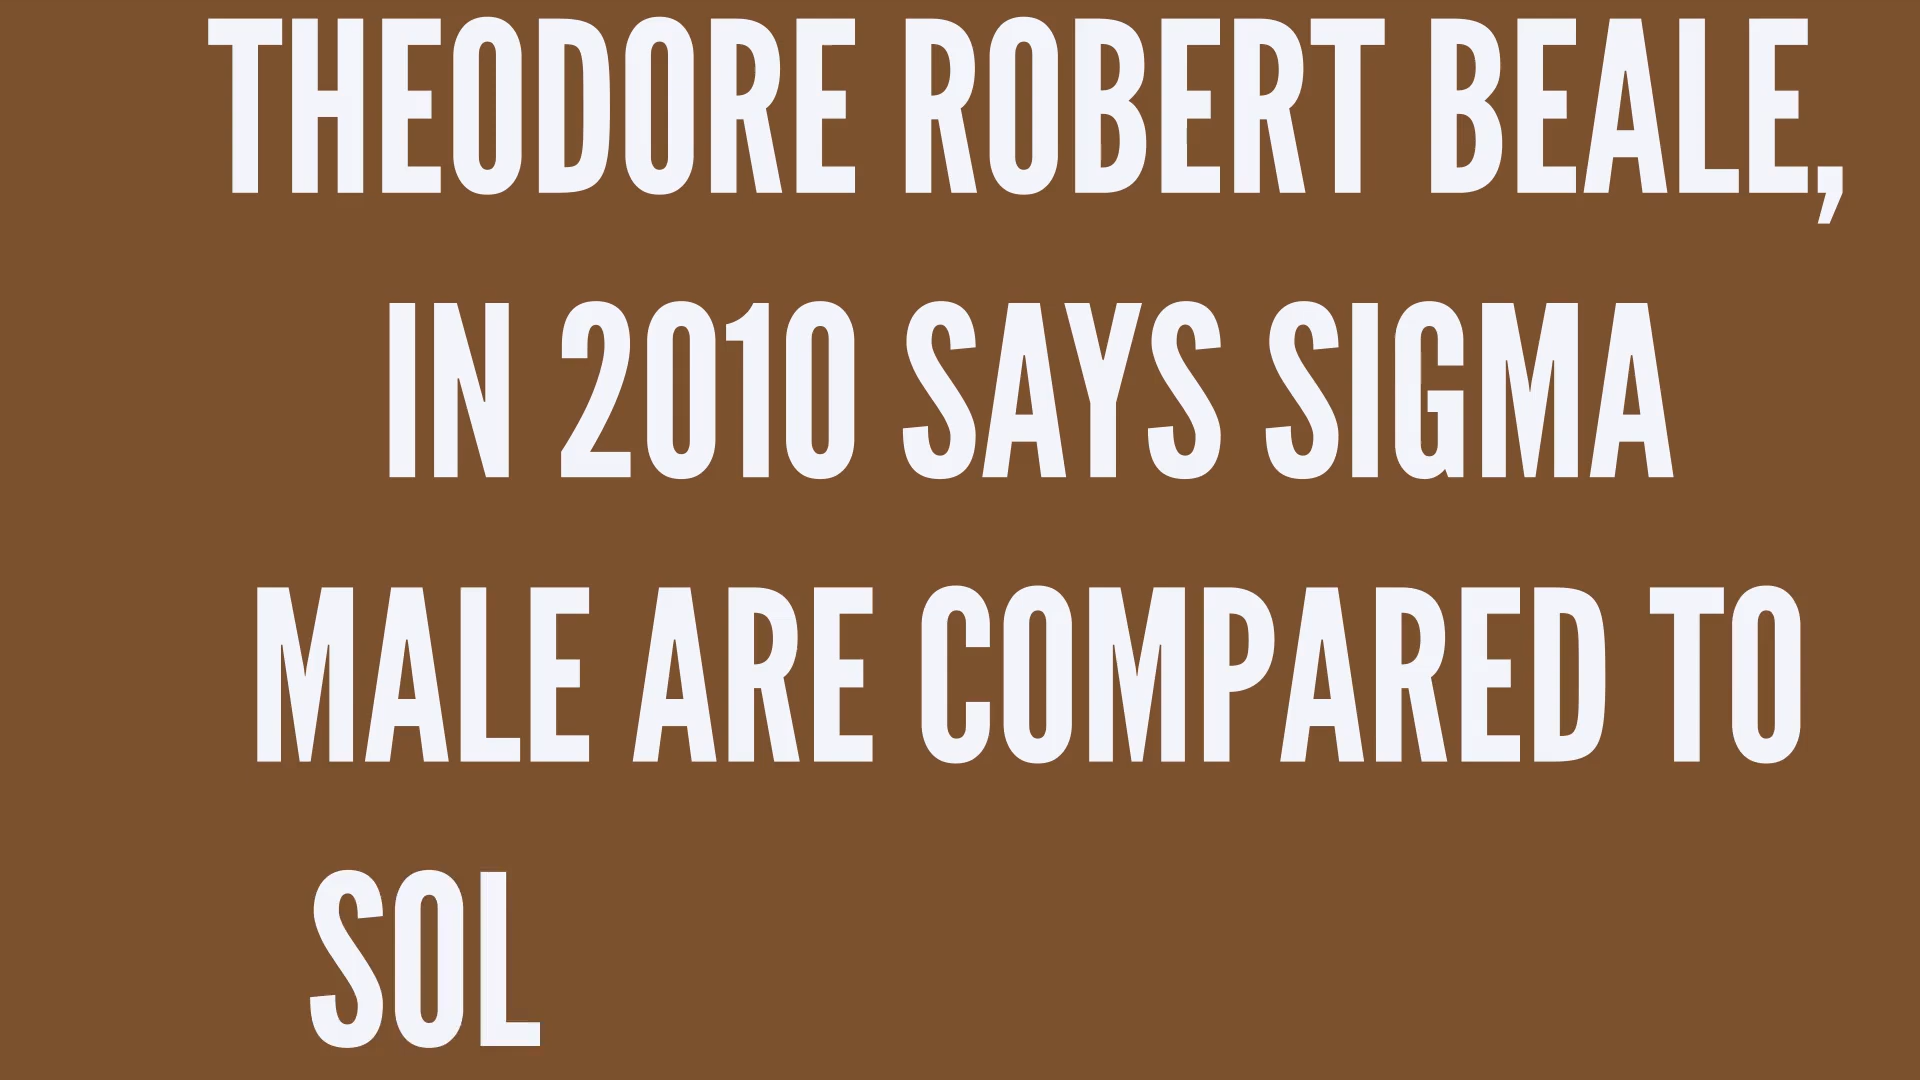 THEODORE ROBERT BEALE,
IN 2010 SAYS SIGMA
MALE ARE COMPARED TO
SOL